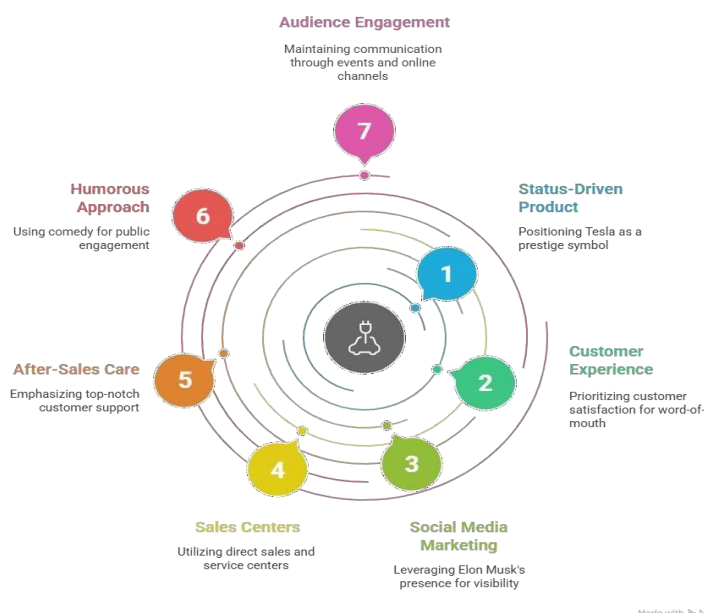 Audience Engagement
Maintaining communication
through events and online
channels
7
Humorous
Approach
Using comedy for public
engagement
6
Status-Driven
Product
Positioning Tesla as a
prestige symbol
1
Customer
Experience
Prioritizing customer
satisfaction for word-of-
mouth
2
After-Sales Care
Emphasizing top-notch
customer support
5
4
3
Sales Centers
Utilizing direct sales and
service centers
Social Media
Marketing
Leveraging Elon Musk's
presence for visibility
Made with